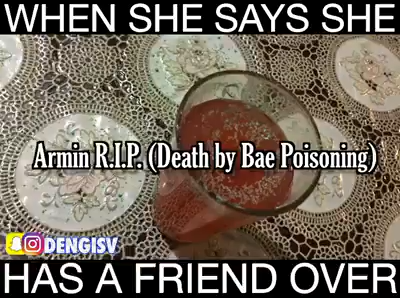 WHEN SHE SAYS SHE
Armin R.I.P. (Death by Bae Poisoning)
DENGISV
HAS A FRIEND OVER